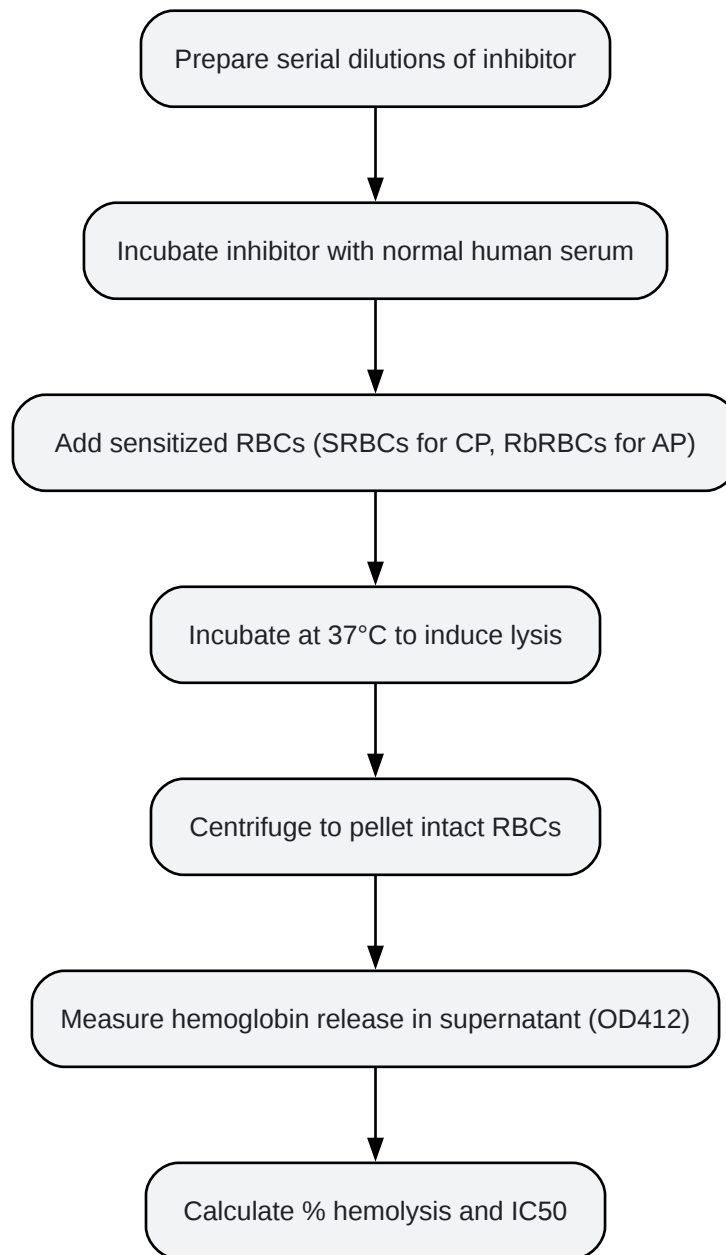 Prepare serial dilutions of inhibitor
Incubate inhibitor with normal human serum
Add sensitized RBCs (SRBCs for CP, RbRBCs for AP)
Incubate at 37°C to induce lysis
Centrifuge to pellet intact RBCs
Measure hemoglobin release in supernatant (OD412)
Calculate % hemolysis and IC50